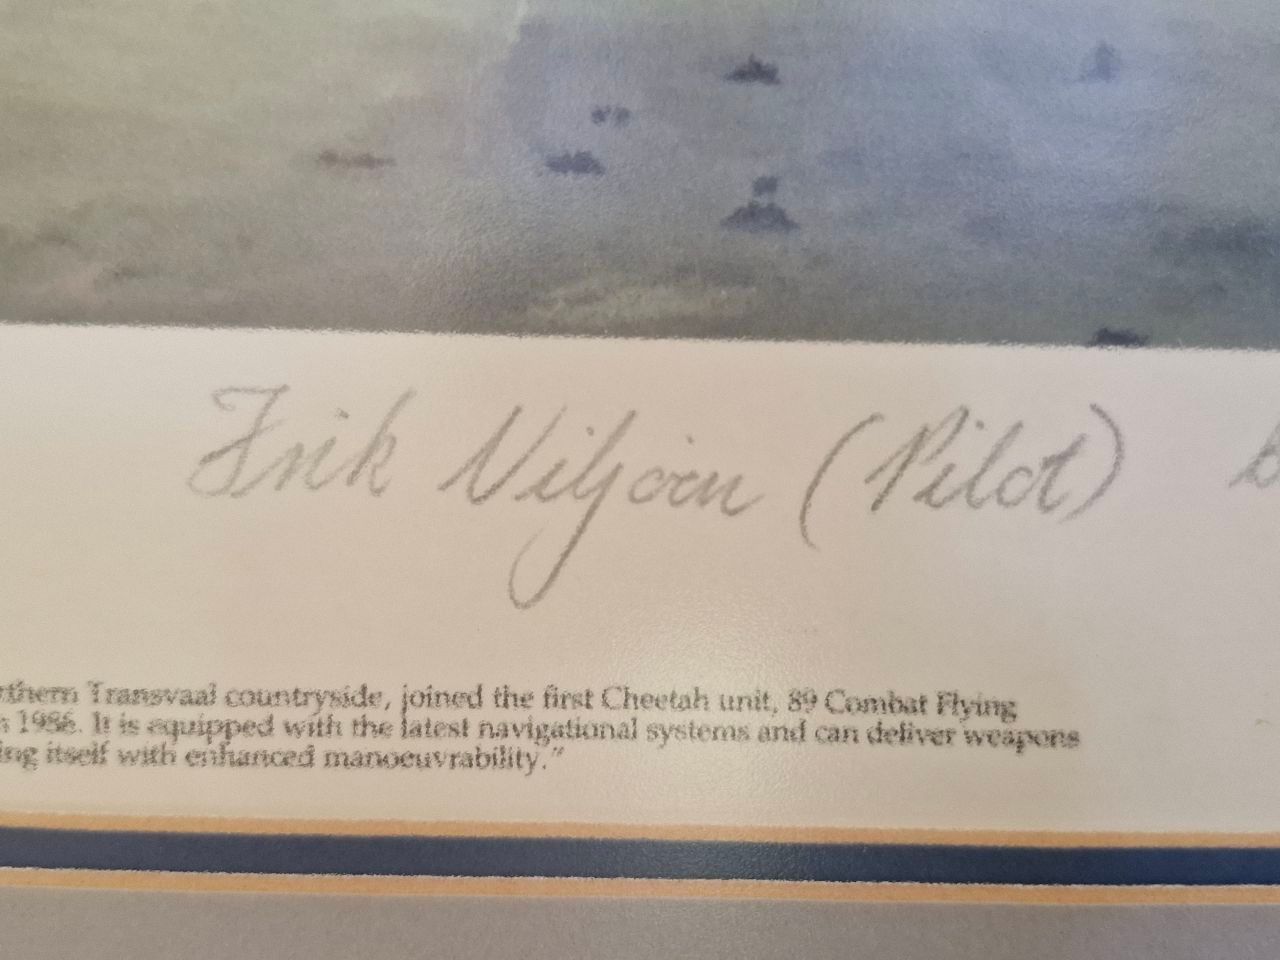 Erik Viljoen (Pilot)
thern Transvaal countryside, joined the first Cheetah unit, 89 Combat Flying
1986. It is equipped with the latest navigational systems and can deliver weapons
ing itself with enhanced manoeuvrability."